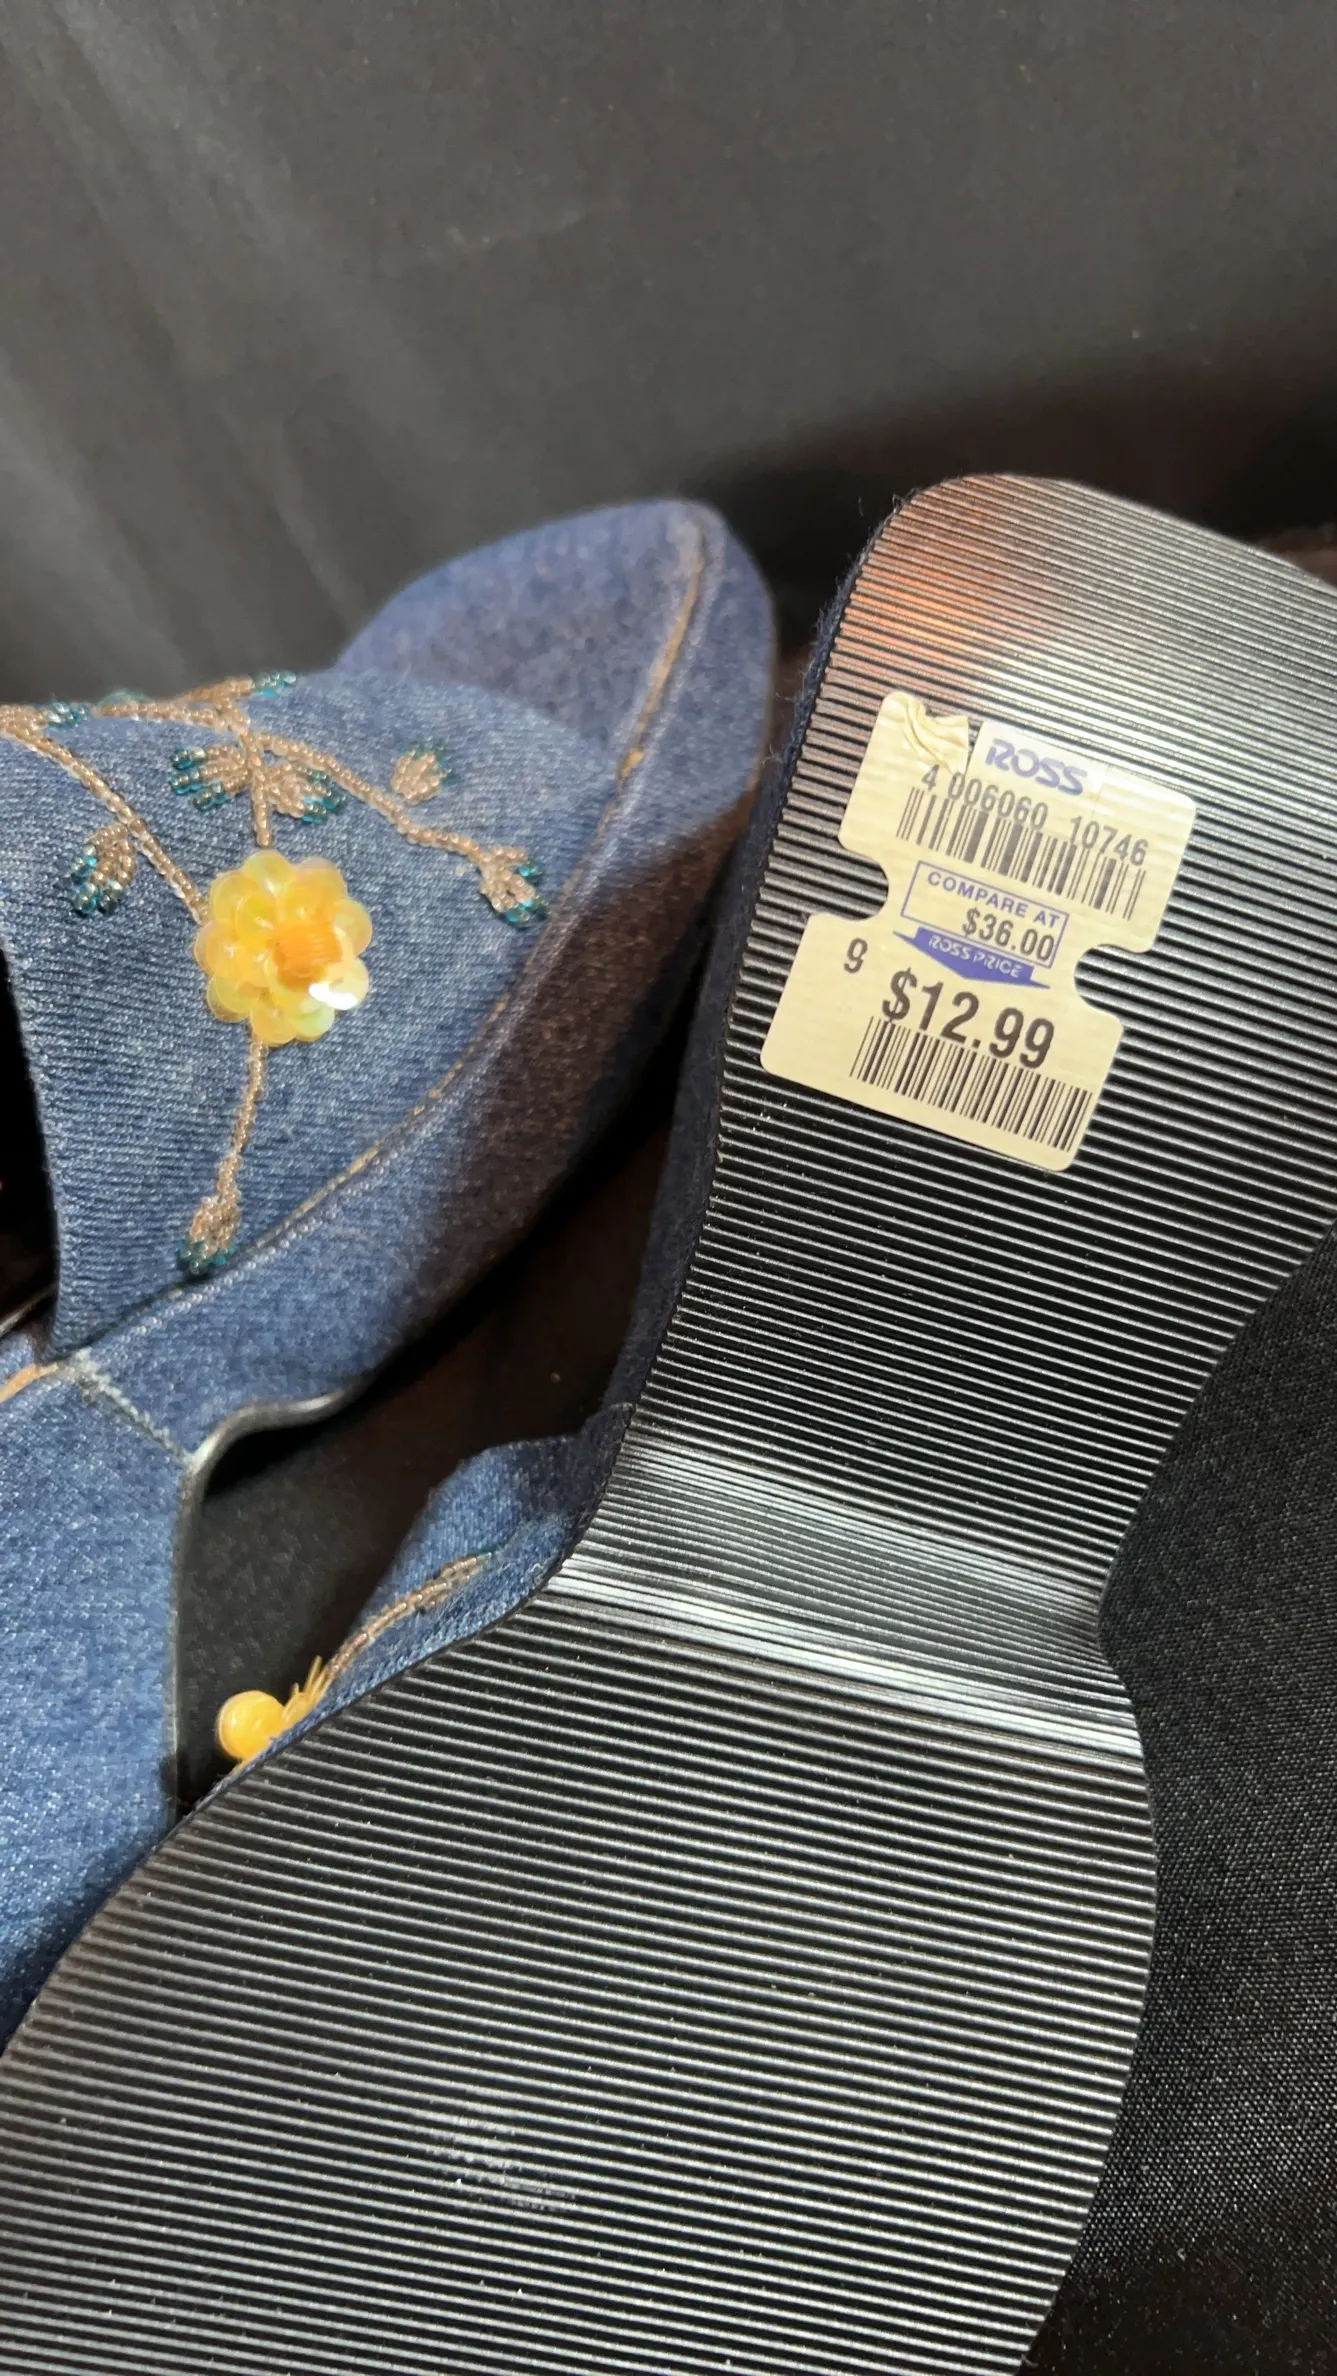 ROSS
4 006060 10746
COMPARE AT
$36.00
ROSS PRICE
9 $12.99